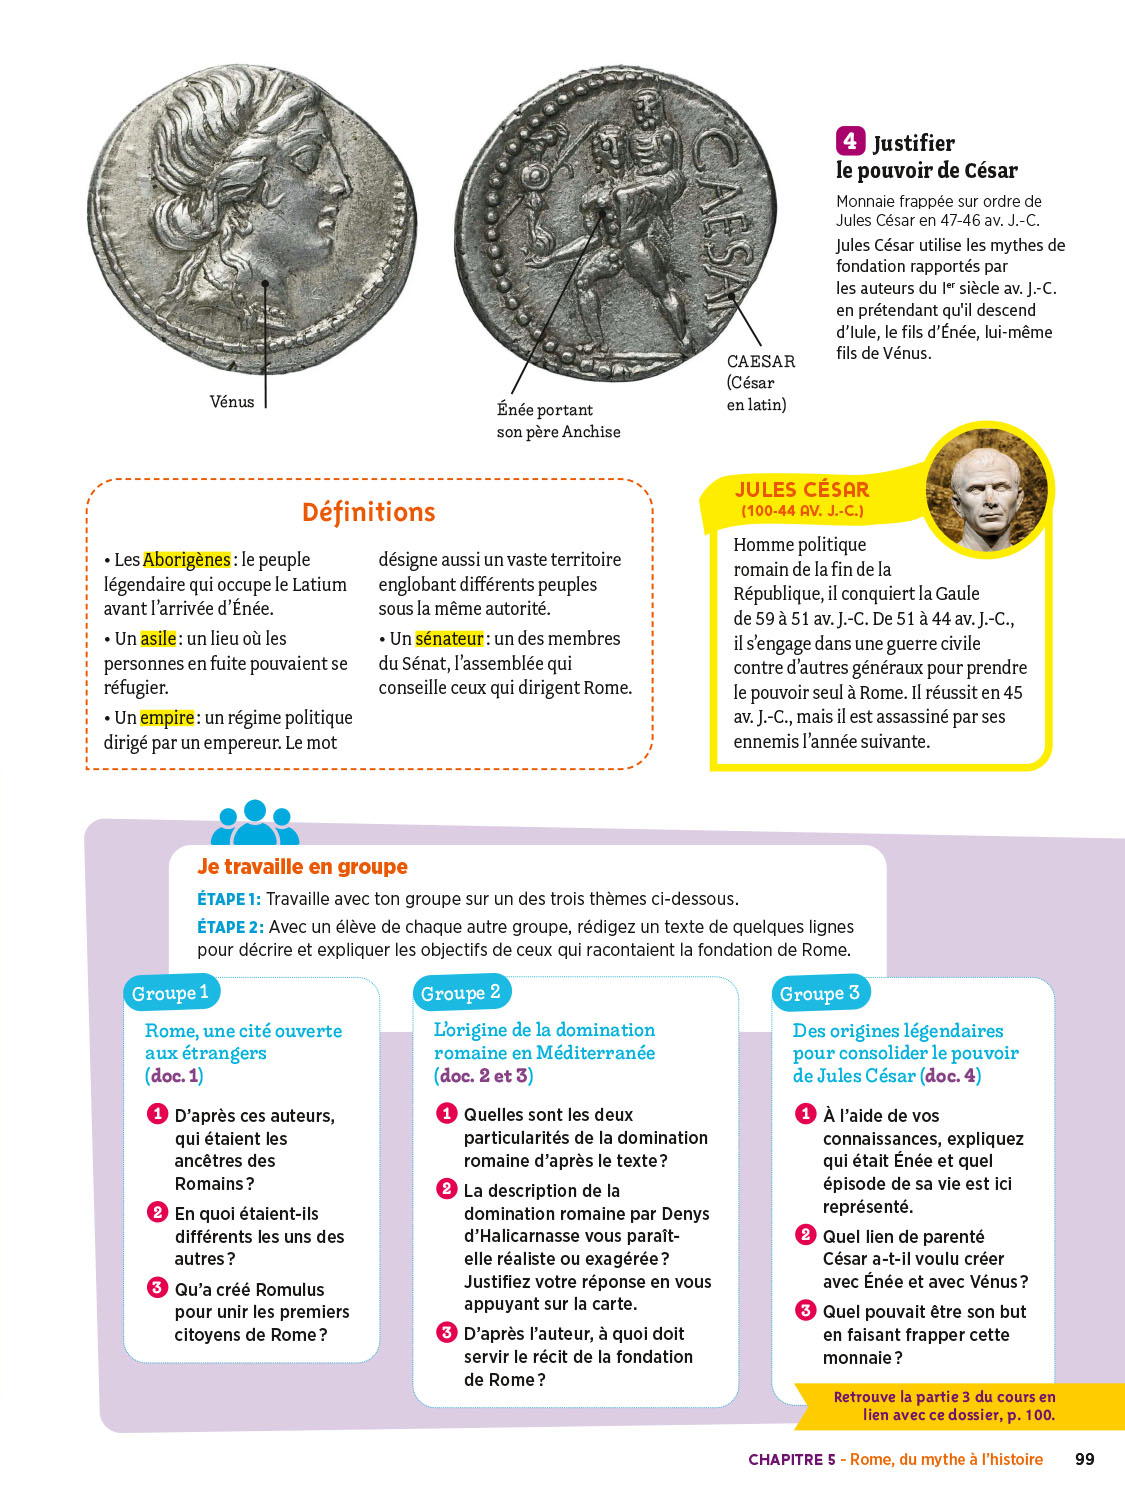 CAESAR
Vénus
Énée portant
son père Anchise
CAESAR
(César
en latin)
4 Justifier
le pouvoir de César
Monnaie frappée sur ordre de
Jules César en 47-46 av. J.-C.
Jules César utilise les mythes de
fondation rapportés par
les auteurs du Ier siècle av. J.-C.
en prétendant qu'il descend
d'Iule, le fils d'Énée, lui-même
fils de Vénus.
Définitions
• Les Aborigènes : le peuple
légendaire qui occupe le Latium
avant l'arrivée d'Énée.
• Un asile : un lieu où les
personnes en fuite pouvaient se
réfugier.
• Un empire : un régime politique
dirigé par un empereur. Le mot
désigne aussi un vaste territoire
englobant différents peuples
sous la même autorité.
• Un sénateur : un des membres
du Sénat, l'assemblée qui
conseille ceux qui dirigent Rome.
JULES CÉSAR
(100-44 AV. J.-C.)
Homme politique
romain de la fin de la
République, il conquiert la Gaule
de 59 à 51 av. J.-C. De 51 à 44 av. J.-C.,
il s'engage dans une guerre civile
contre d'autres généraux pour prendre
le pouvoir seul à Rome. Il réussit en 45
av. J.-C., mais il est assassiné par ses
ennemis l'année suivante.
Je travaille en groupe
ÉTAPE 1 : Travaille avec ton groupe sur un des trois thèmes ci-dessous.
ÉTAPE 2 : Avec un élève de chaque autre groupe, rédigez un texte de quelques lignes
pour décrire et expliquer les objectifs de ceux qui racontaient la fondation de Rome.
Groupe 1
Rome, une cité ouverte
aux étrangers
(doc. 1)
1 D'après ces auteurs,
qui étaient les
ancêtres des
Romains ?
2 En quoi étaient-ils
différents les uns des
autres ?
3 Qu'a créé Romulus
pour unir les premiers
citoyens de Rome ?
Groupe 2
L'origine de la domination
romaine en Méditerranée
(doc. 2 et 3)
1 Quelles sont les deux
particularités de la domination
romaine d'après le texte ?
2 La description de la
domination romaine par Denys
d'Halicarnasse vous paraît-
elle réaliste ou exagérée ?
Justifiez votre réponse en vous
appuyant sur la carte.
3 D'après l'auteur, à quoi doit
servir le récit de la fondation
de Rome ?
Groupe 3
Des origines légendaires
pour consolider le pouvoir
de Jules César (doc. 4)
1 À l'aide de vos
connaissances, expliquez
qui était Énée et quel
épisode de sa vie est ici
représenté.
2 Quel lien de parenté
César a-t-il voulu créer
avec Énée et avec Vénus ?
3 Quel pouvait être son but
en faisant frapper cette
monnaie ?
Retrouve la partie 3 du cours en
lien avec ce dossier, p. 100.
CHAPITRE 5 - Rome, du mythe à l'histoire 99